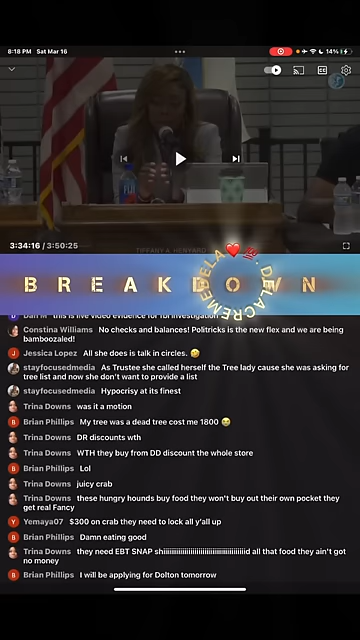 8:18 PM Sat Mar 16
14%
CC
TIFFANY A. HENYARD
3:34:16 / 3:50:25
BREAKDOWN
DELACREMEDELA ❤️ 💯 .
Dan M this is live video evidence for fbi investigation
Constina Williams No checks and balances! Politricks is the new flex and we are being
bamboozaled!
Jessica Lopez All she does is talk in circles. 🤣
stayfocusedmedia As Trustee she called herself the Tree lady cause she was asking for
tree list and now she don't want to provide a list
stayfocusedmedia Hypocrisy at its finest
Trina Downs was it a motion
Brian Phillips My tree was a dead tree cost me 1800 😭
Trina Downs DR discounts wth
Trina Downs WTH they buy from DD discount the whole store
Brian Phillips Lol
Trina Downs juicy crab
Trina Downs these hungry hounds buy food they won't buy out their own pocket they
get real Fancy
Yemaya07 $300 on crab they need to lock all y'all up
Brian Phillips Damn eating good
Trina Downs they need EBT SNAP shiiiiiiiiiiiiiiiiiiiiiiiiiiiiiiiiid all that food they ain't got
no money
Brian Phillips I will be applying for Dolton tomorrow